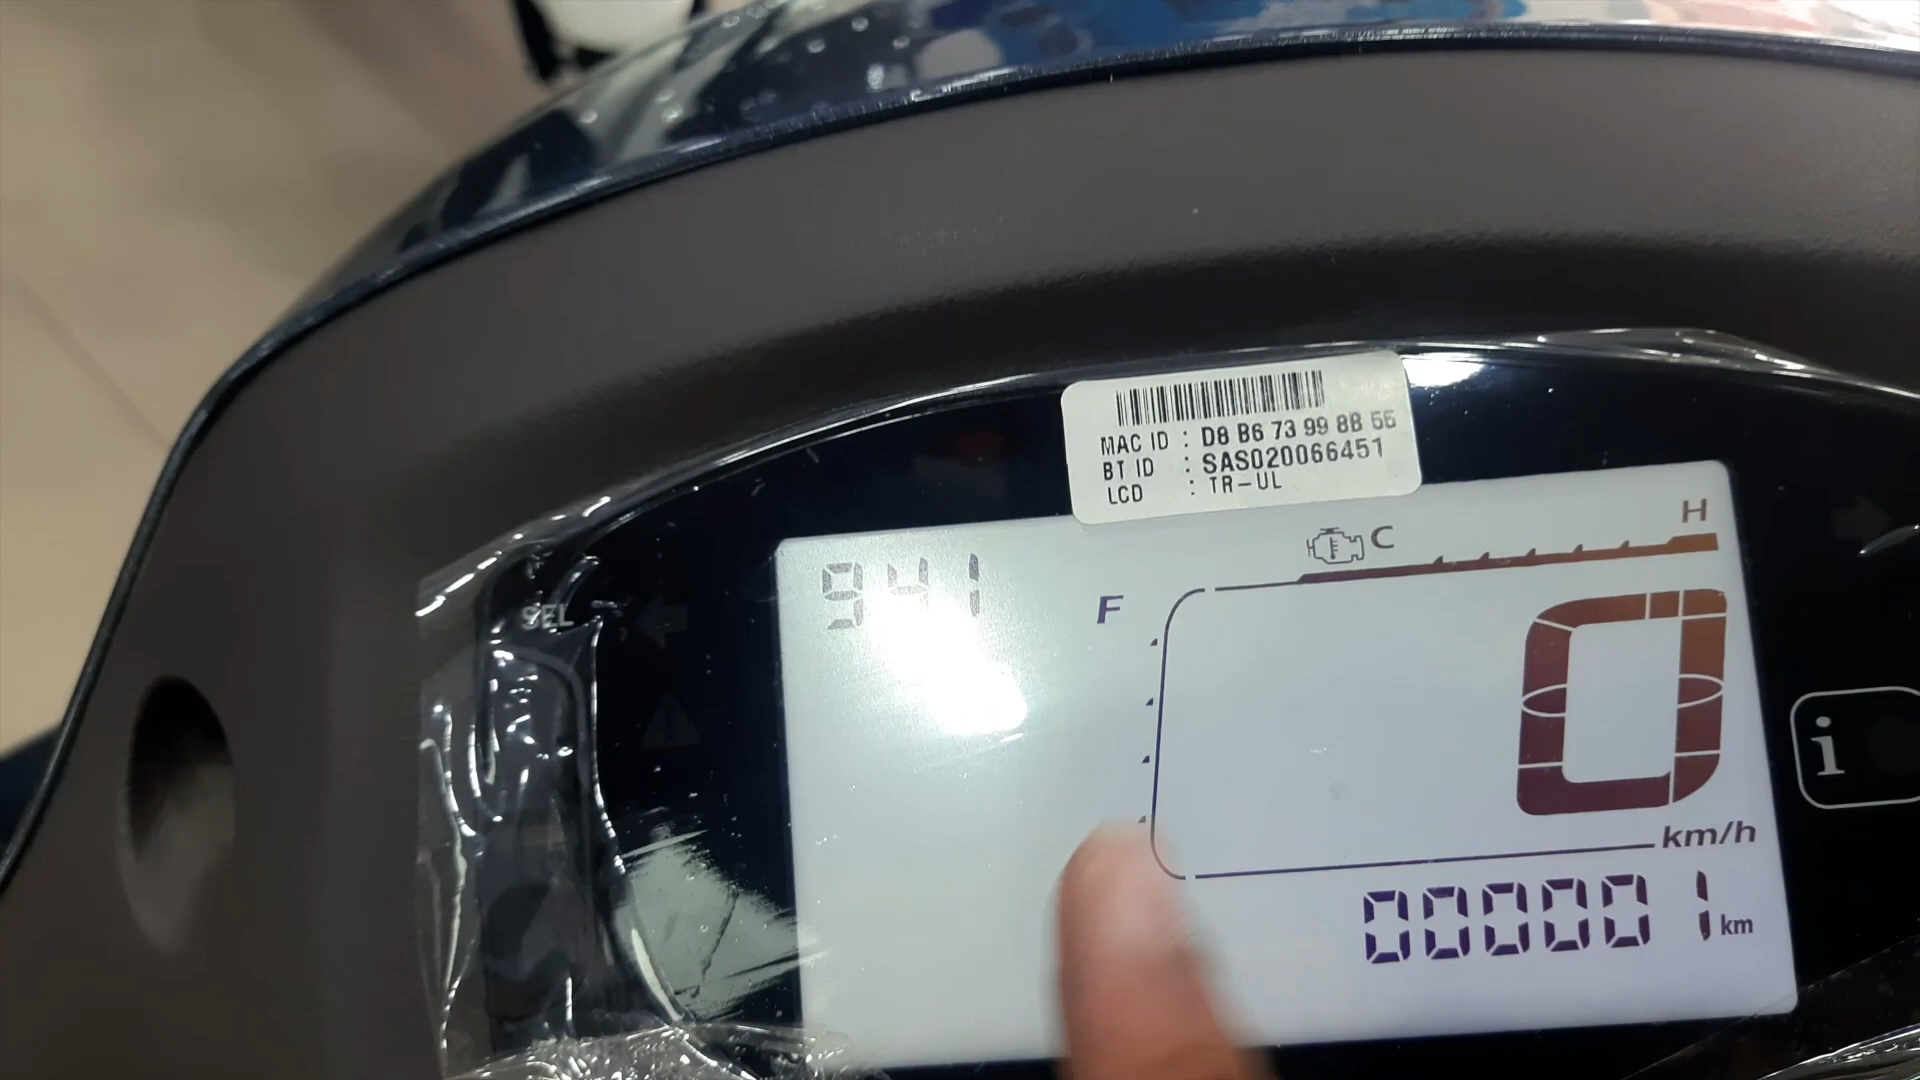 MAC ID : D8 B6 73 99 8B 55
BT ID : SAS020066451
LCD : TR-UL
C
H
941
F
SEL
0
i
km/h
000001 km